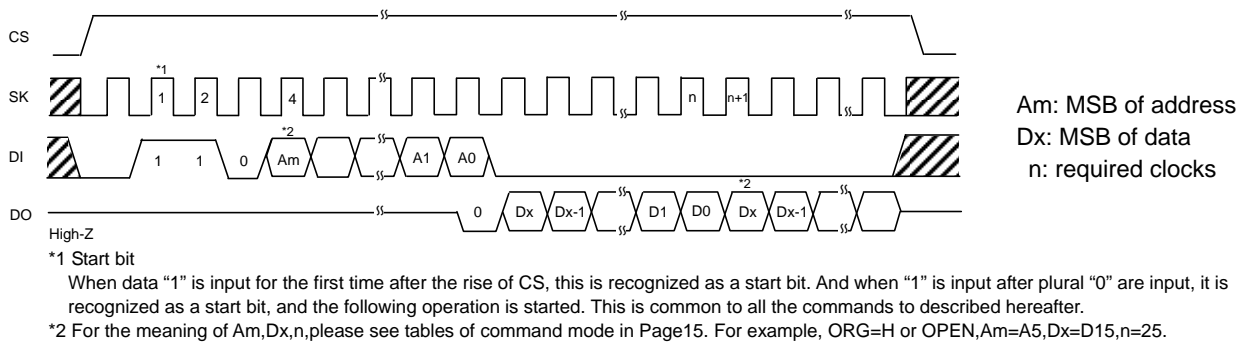 CS
*1
SK 1 2 4 n n+1
*2
DI 1 1 0 Am A1 A0
*2
DO 0 Dx Dx-1 D1 D0 Dx Dx-1
High-Z
Am: MSB of address
Dx: MSB of data
n: required clocks
*1 Start bit
When data “1” is input for the first time after the rise of CS, this is recognized as a start bit. And when “1” is input after plural “0” are input, it is
recognized as a start bit, and the following operation is started. This is common to all the commands to described hereafter.
*2 For the meaning of Am,Dx,n,please see tables of command mode in Page15. For example, ORG=H or OPEN,Am=A5,Dx=D15,n=25.